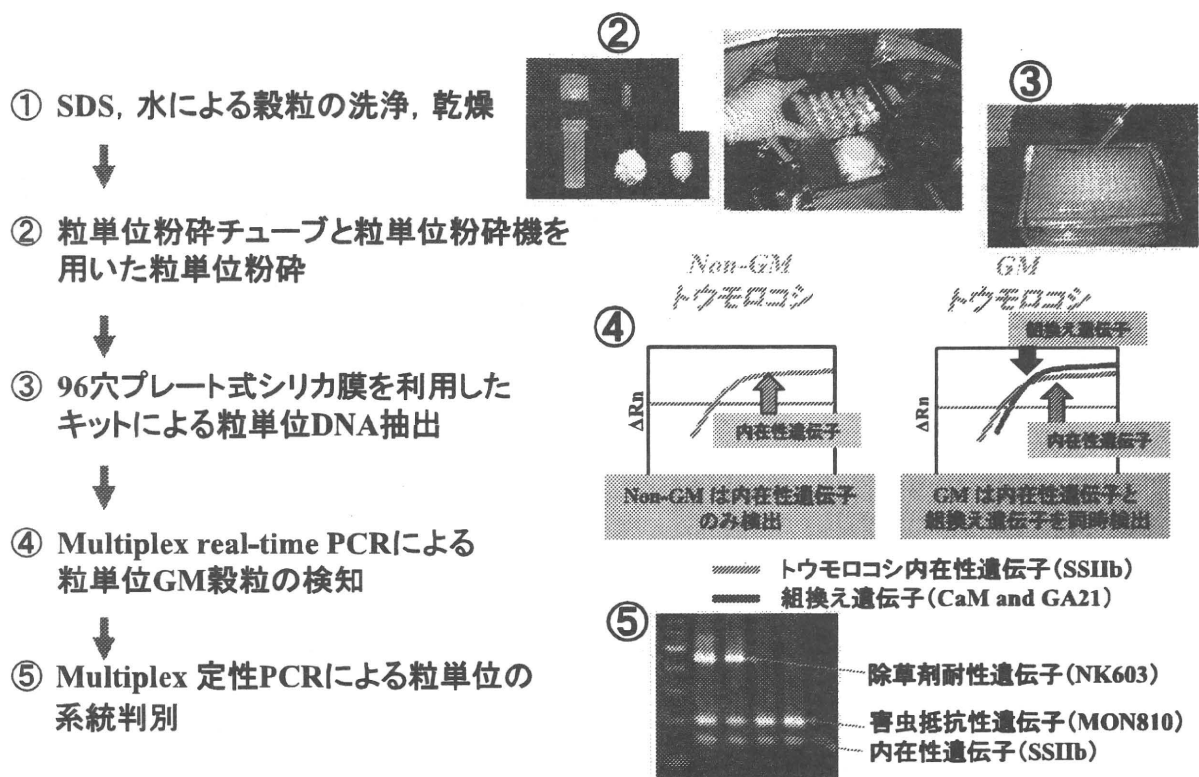 ① SDS, 水による穀粒の洗浄, 乾燥
② 粒単位粉砕チューブと粒単位粉砕機を
用いた粒単位粉砕
③ 96穴プレート式シリカ膜を利用した
キットによる粒単位DNA抽出
④ Multiplex real-time PCRによる
粒単位GM穀粒の検知
⑤ Multiplex 定性PCRによる粒単位の
系統判別
②
③
Non-GM
トウモロコシ
GM
トウモロコシ
④
ΔRn
内在性遺伝子
Non-GM は内在性遺伝子
のみ検出
組換え遺伝子
ΔRn
内在性遺伝子
GM は内在性遺伝子と
組換え遺伝子を同時検出
トウモロコシ内在性遺伝子(SSIIb)
組換え遺伝子(CaM and GA21)
⑤
除草剤耐性遺伝子(NK603)
害虫抵抗性遺伝子(MON810)
内在性遺伝子(SSIIb)